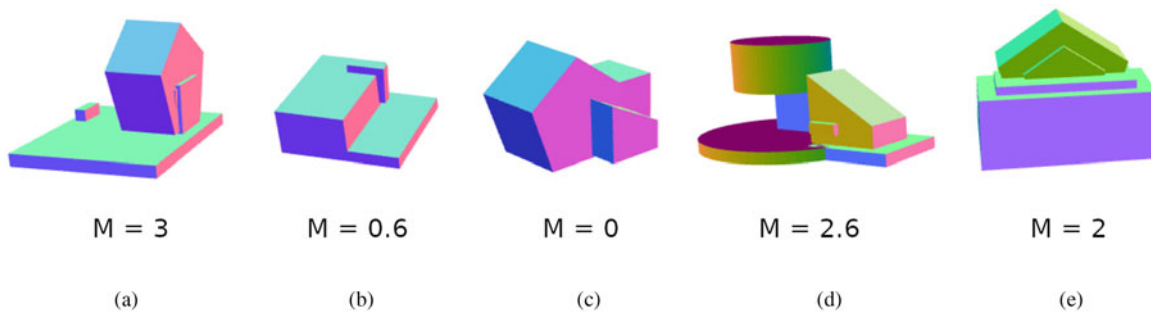 M = 3 M = 0.6 M = 0 M = 2.6 M = 2
(a) (b) (c) (d) (e)